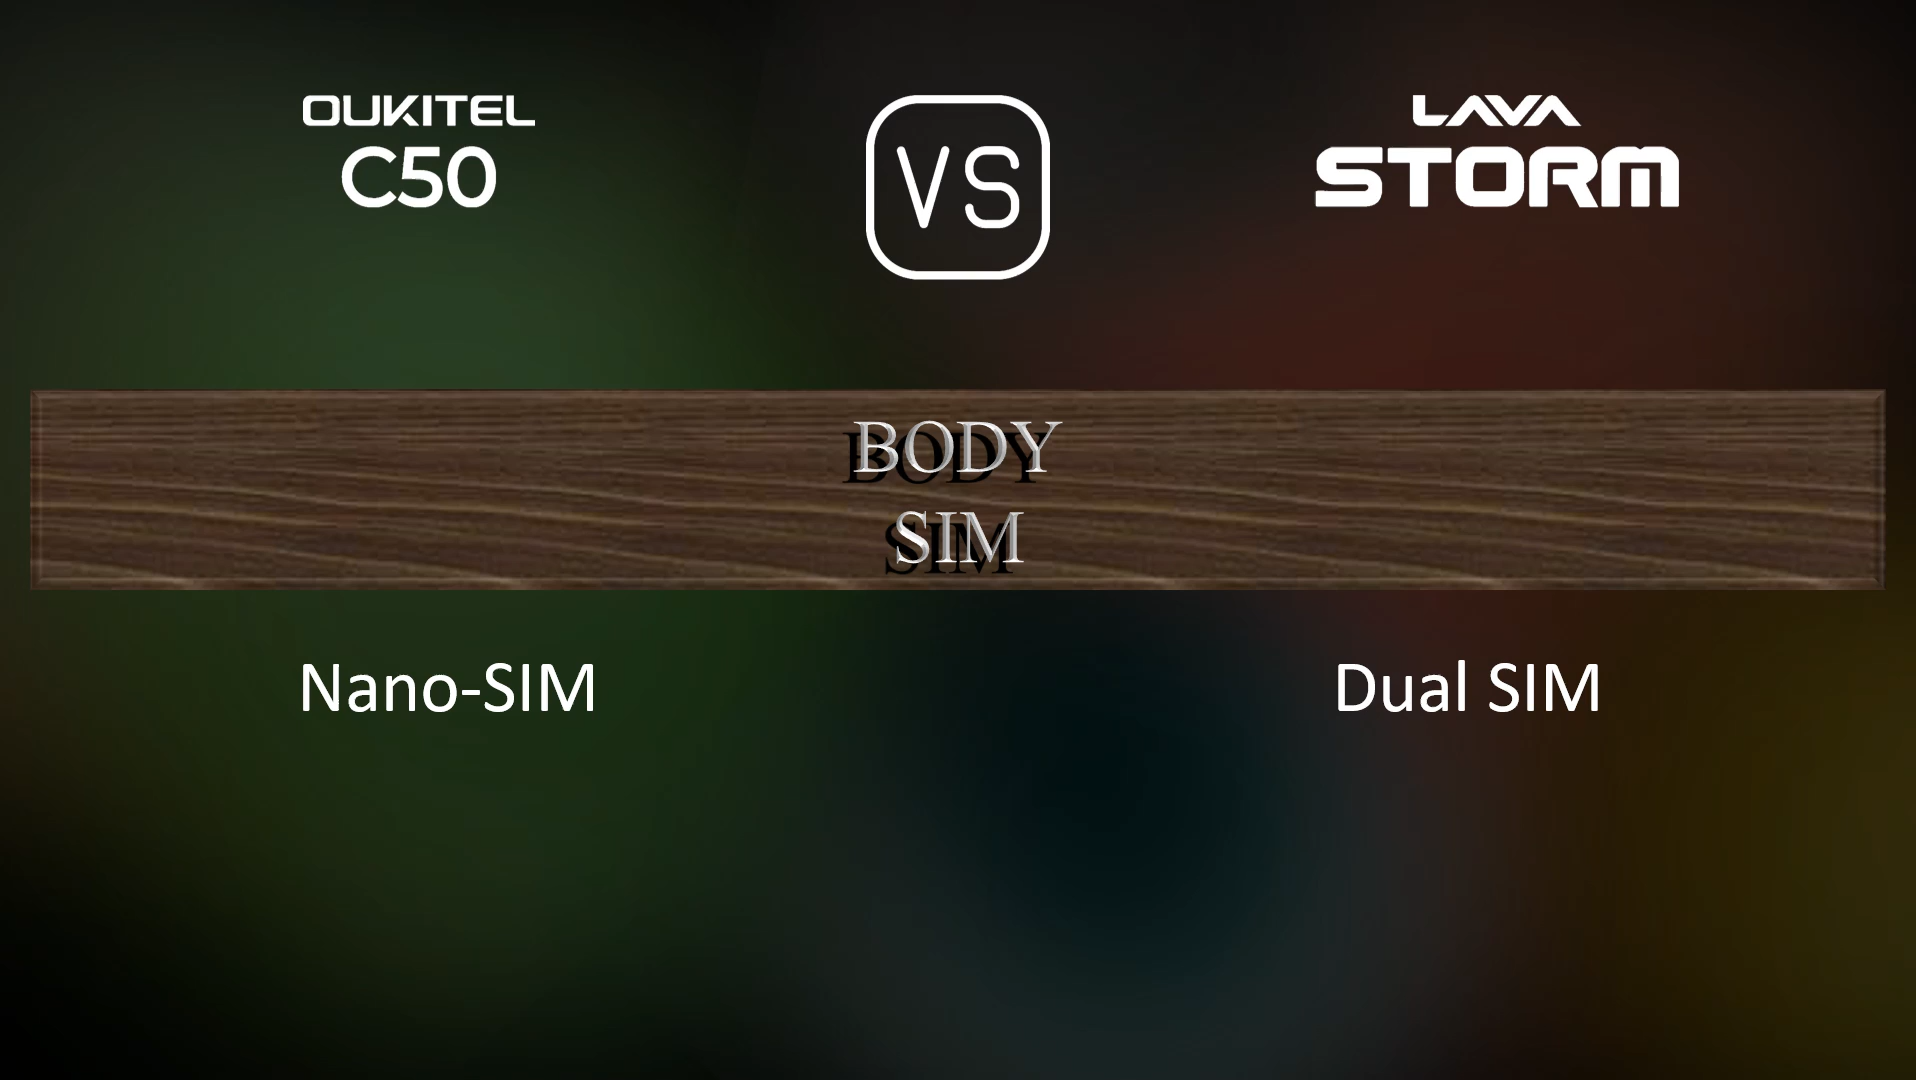 OUKITEL
C50
VS
LAVA
STORM
BODY
SIM
Nano-SIM
Dual SIM